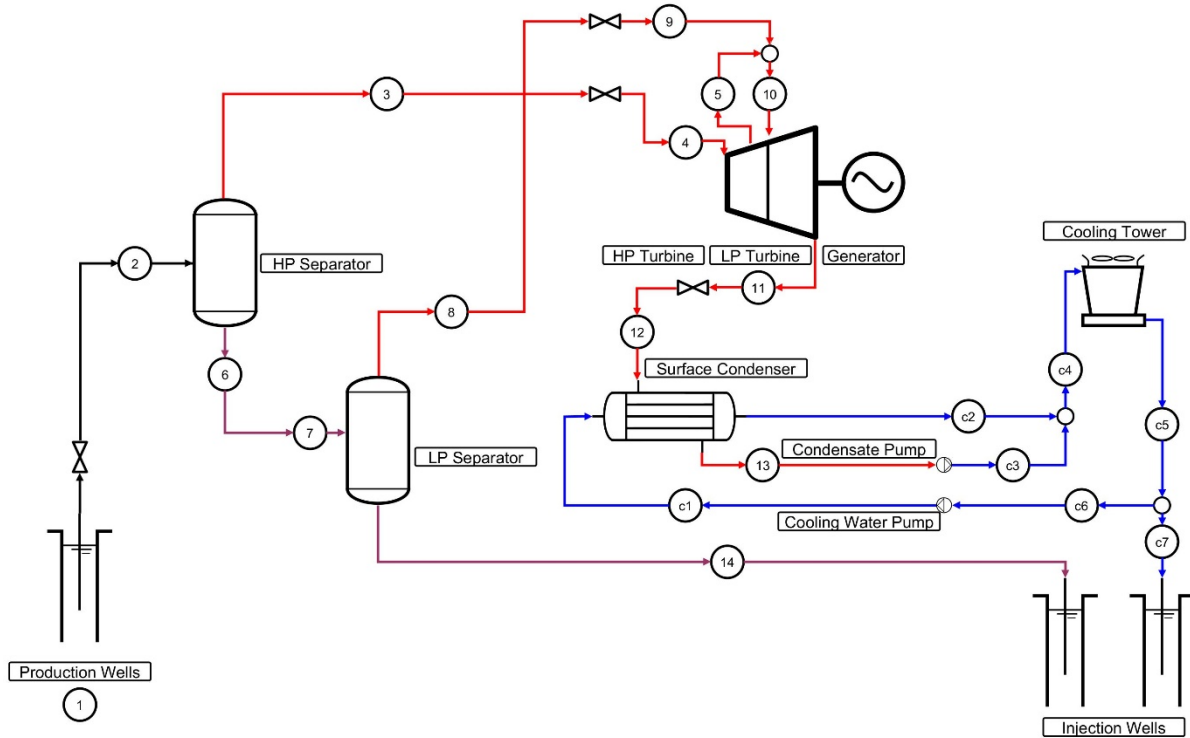 9
3
5
10
4
2
HP Separator
HP Turbine
LP Turbine
Generator
Cooling Tower
11
8
12
6
Surface Condenser
c4
c2
c5
7
LP Separator
Condensate Pump
13
c3
c1
Cooling Water Pump
c6
c7
14
Production Wells
1
Injection Wells